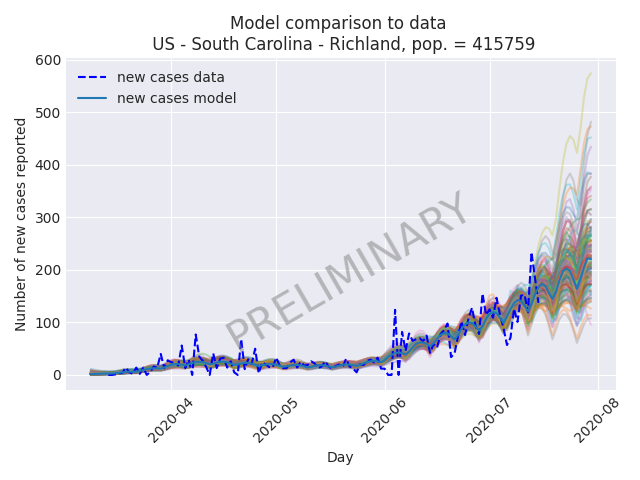 Model comparison to data
US - South Carolina - Richland, pop. = 415759
600
500
400
300
200
100
0
Number of new cases reported
new cases data
new cases model
PRELIMINARY
2020-04
2020-05
2020-06
2020-07
2020-08
Day